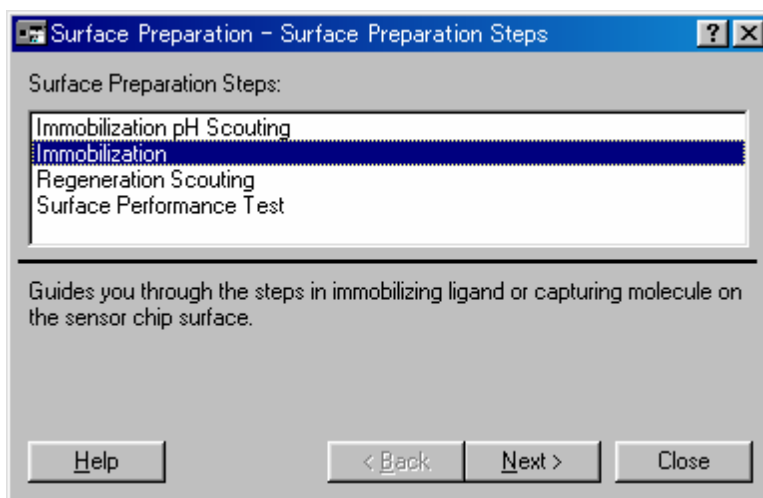 Surface Preparation - Surface Preparation Steps
Surface Preparation Steps:
Immobilization pH Scouting
Immobilization
Regeneration Scouting
Surface Performance Test
Guides you through the steps in immobilizing ligand or capturing molecule on
the sensor chip surface.
Help < Back Next > Close